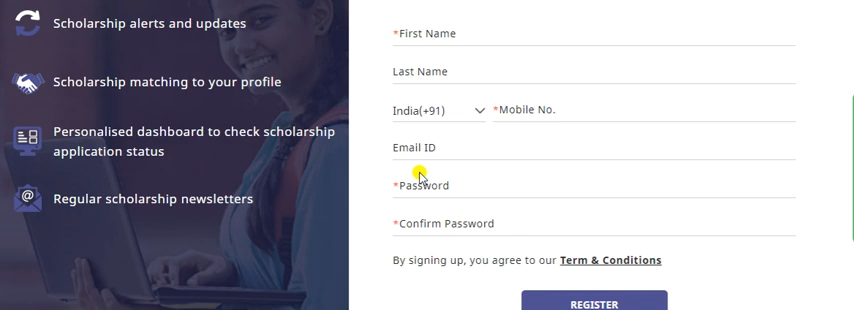 Scholarship alerts and updates
Scholarship matching to your profile
Personalised dashboard to check scholarship
application status
Regular scholarship newsletters
*First Name
Last Name
India(+91) *Mobile No.
Email ID
*Password
*Confirm Password
By signing up, you agree to our Term & Conditions
REGISTER